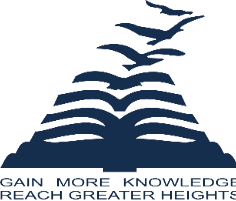 GAIN MORE KNOWLEDGE
REACH GREATER HEIGHTS